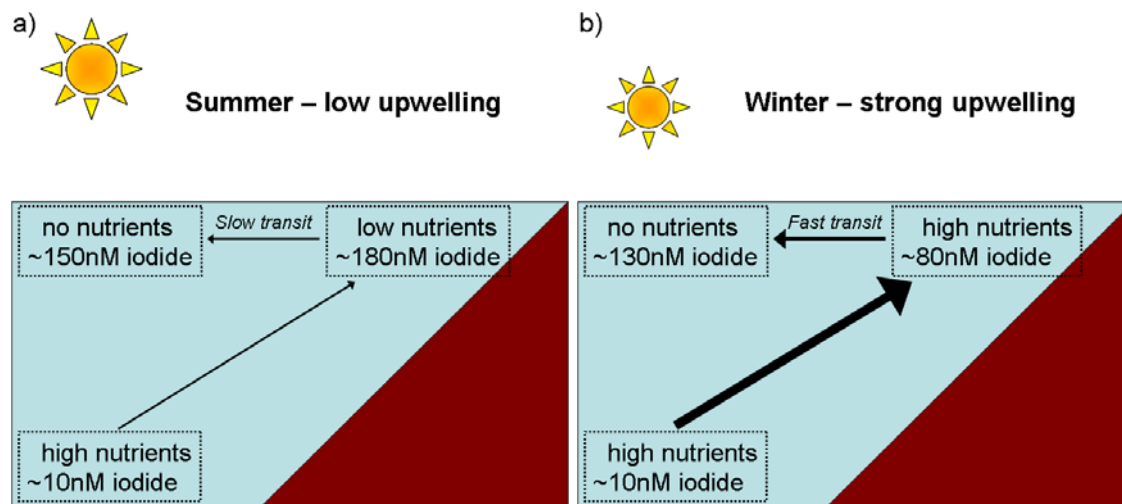 a)
Summer – low upwelling
no nutrients
~150nM iodide
Slow transit
low nutrients
~180nM iodide
high nutrients
~10nM iodide
b)
Winter – strong upwelling
no nutrients
~130nM iodide
Fast transit
high nutrients
~80nM iodide
high nutrients
~10nM iodide